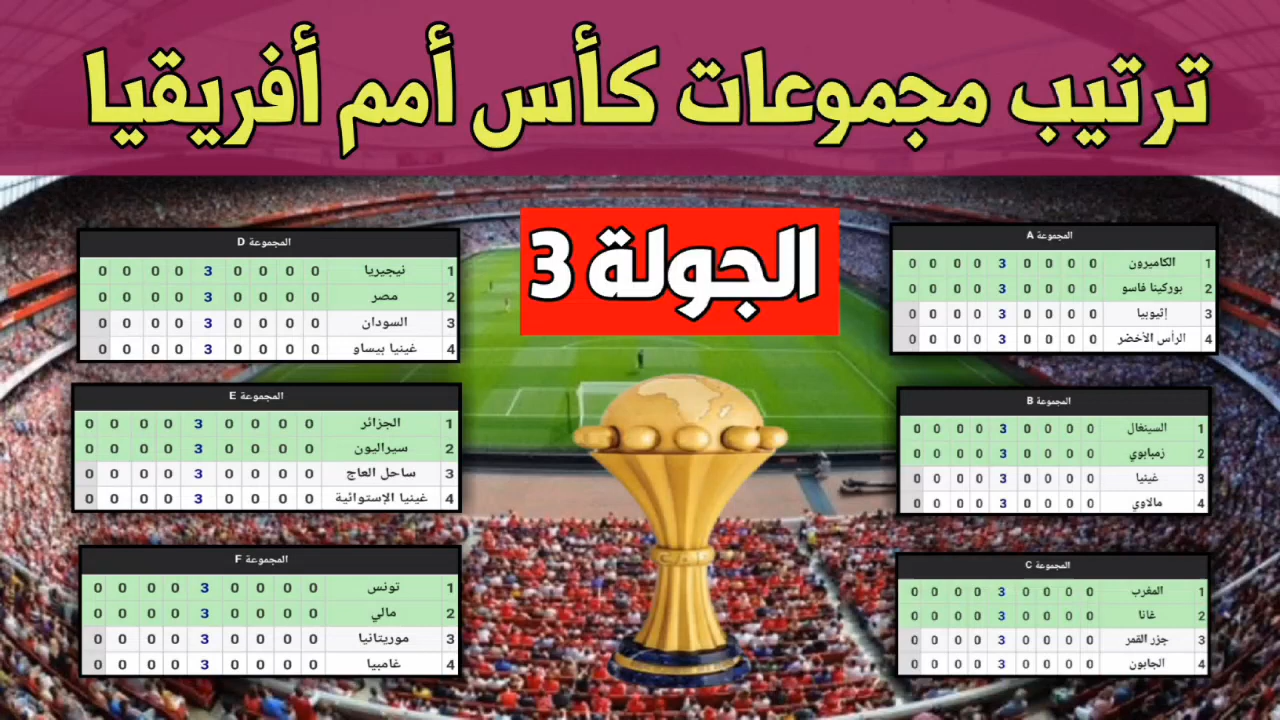 ترتيب مجموعات كأس أمم أفريقيا
الجولة 3
المجموعة A
1 الكاميرون 0 0 0 0 3 0 0 0 0
2 بوركينا فاسو 0 0 0 0 3 0 0 0 0
3 إثيوبيا 0 0 0 0 3 0 0 0 0
4 الرأس الأخضر 0 0 0 0 3 0 0 0 0
المجموعة B
1 السينغال 0 0 0 0 3 0 0 0 0
2 زمبابوي 0 0 0 0 3 0 0 0 0
3 غينيا 0 0 0 0 3 0 0 0 0
4 مالاوي 0 0 0 0 3 0 0 0 0
المجموعة C
1 المغرب 0 0 0 0 3 0 0 0 0
2 غانا 0 0 0 0 3 0 0 0 0
3 جزر القمر 0 0 0 0 3 0 0 0 0
4 الجابون 0 0 0 0 3 0 0 0 0
المجموعة D
1 نيجيريا 0 0 0 0 3 0 0 0 0
2 مصر 0 0 0 0 3 0 0 0 0
3 السودان 0 0 0 0 3 0 0 0 0
4 غينيا بيساو 0 0 0 0 3 0 0 0 0
المجموعة E
1 الجزائر 0 0 0 0 3 0 0 0 0
2 سيراليون 0 0 0 0 3 0 0 0 0
3 ساحل العاج 0 0 0 0 3 0 0 0 0
4 غينيا الإستوائية 0 0 0 0 3 0 0 0 0
المجموعة F
1 تونس 0 0 0 0 3 0 0 0 0
2 مالي 0 0 0 0 3 0 0 0 0
3 موريتانيا 0 0 0 0 3 0 0 0 0
4 غامبيا 0 0 0 0 3 0 0 0 0